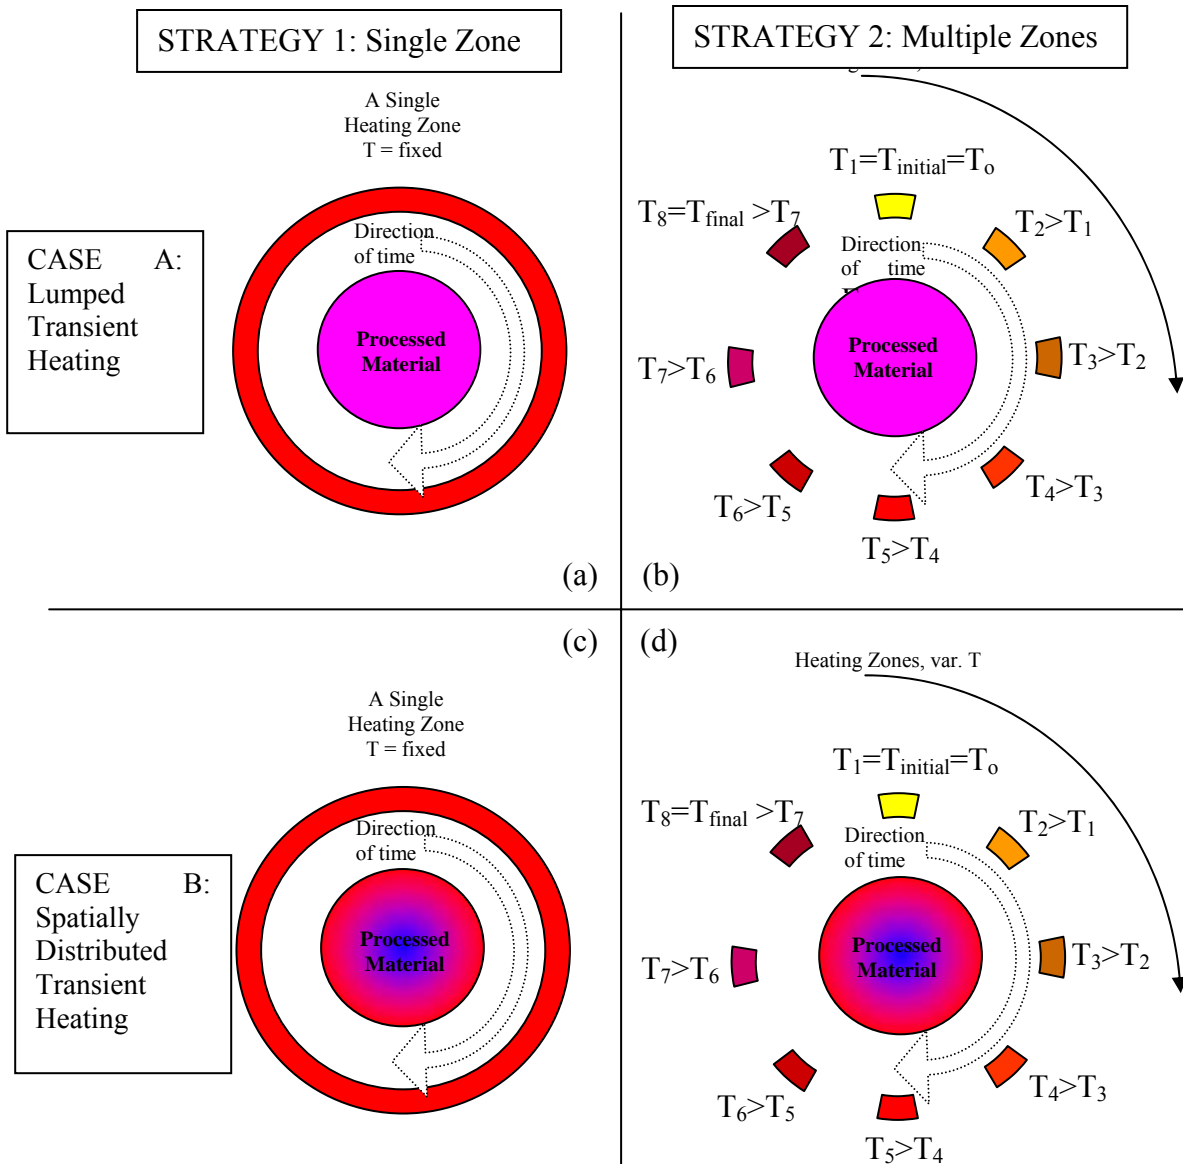 STRATEGY 1: Single Zone
STRATEGY 2: Multiple Zones
A Single
Heating Zone
T = fixed
Direction
of time
Processed
Material
CASE A:
Lumped
Transient
Heating
(a)
T₁=T_initial=Tₒ
T₂>T₁
T₃>T₂
T₄>T₃
T₅>T₄
T₆>T₅
T₇>T₆
T₈=T_final >T₇
Direction
of time
Processed
Material
(b)
(c)
A Single
Heating Zone
T = fixed
Direction
of time
Processed
Material
CASE B:
Spatially
Distributed
Transient
Heating
(d)
Heating Zones, var. T
T₁=T_initial=Tₒ
T₂>T₁
T₃>T₂
T₄>T₃
T₅>T₄
T₆>T₅
T₇>T₆
T₈=T_final >T₇
Direction
of time
Processed
Material